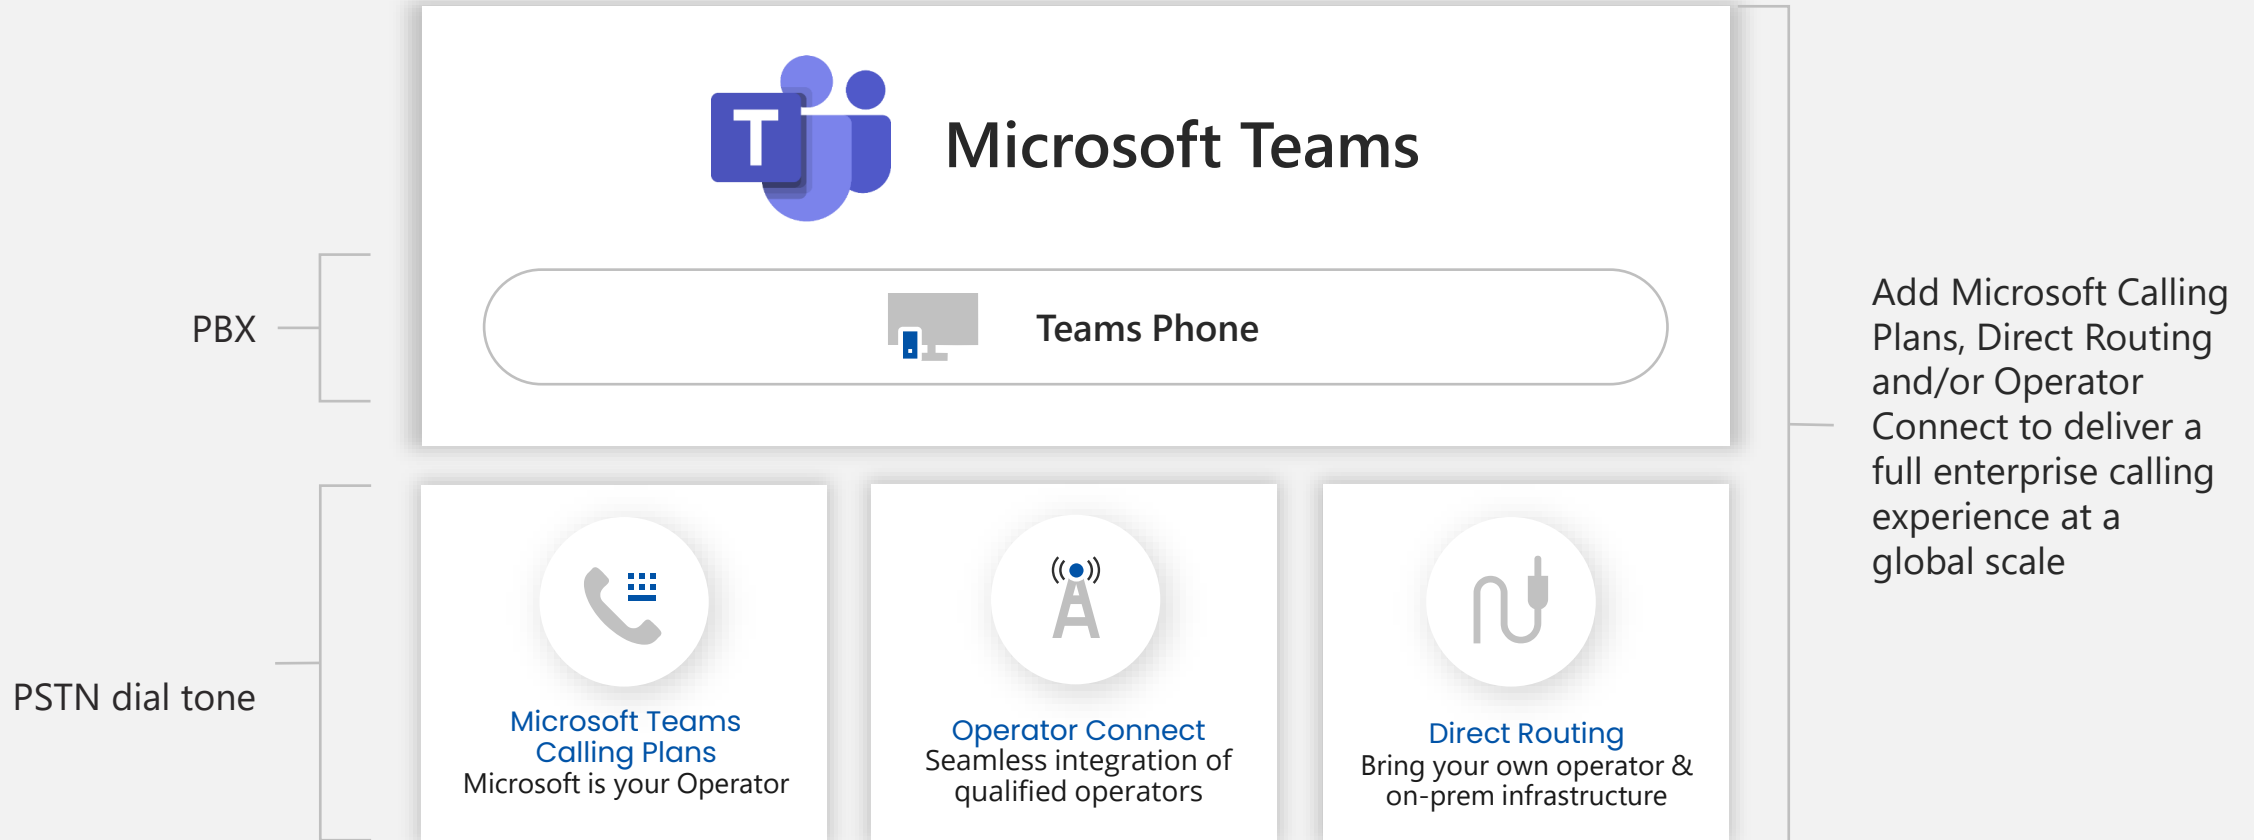 T
Microsoft Teams
PBX
Teams Phone
Add Microsoft Calling
Plans, Direct Routing
and/or Operator
Connect to deliver a
full enterprise calling
experience at a
global scale
PSTN dial tone
Microsoft Teams
Calling Plans
Microsoft is your Operator
Operator Connect
Seamless integration of
qualified operators
Direct Routing
Bring your own operator &
on-prem infrastructure